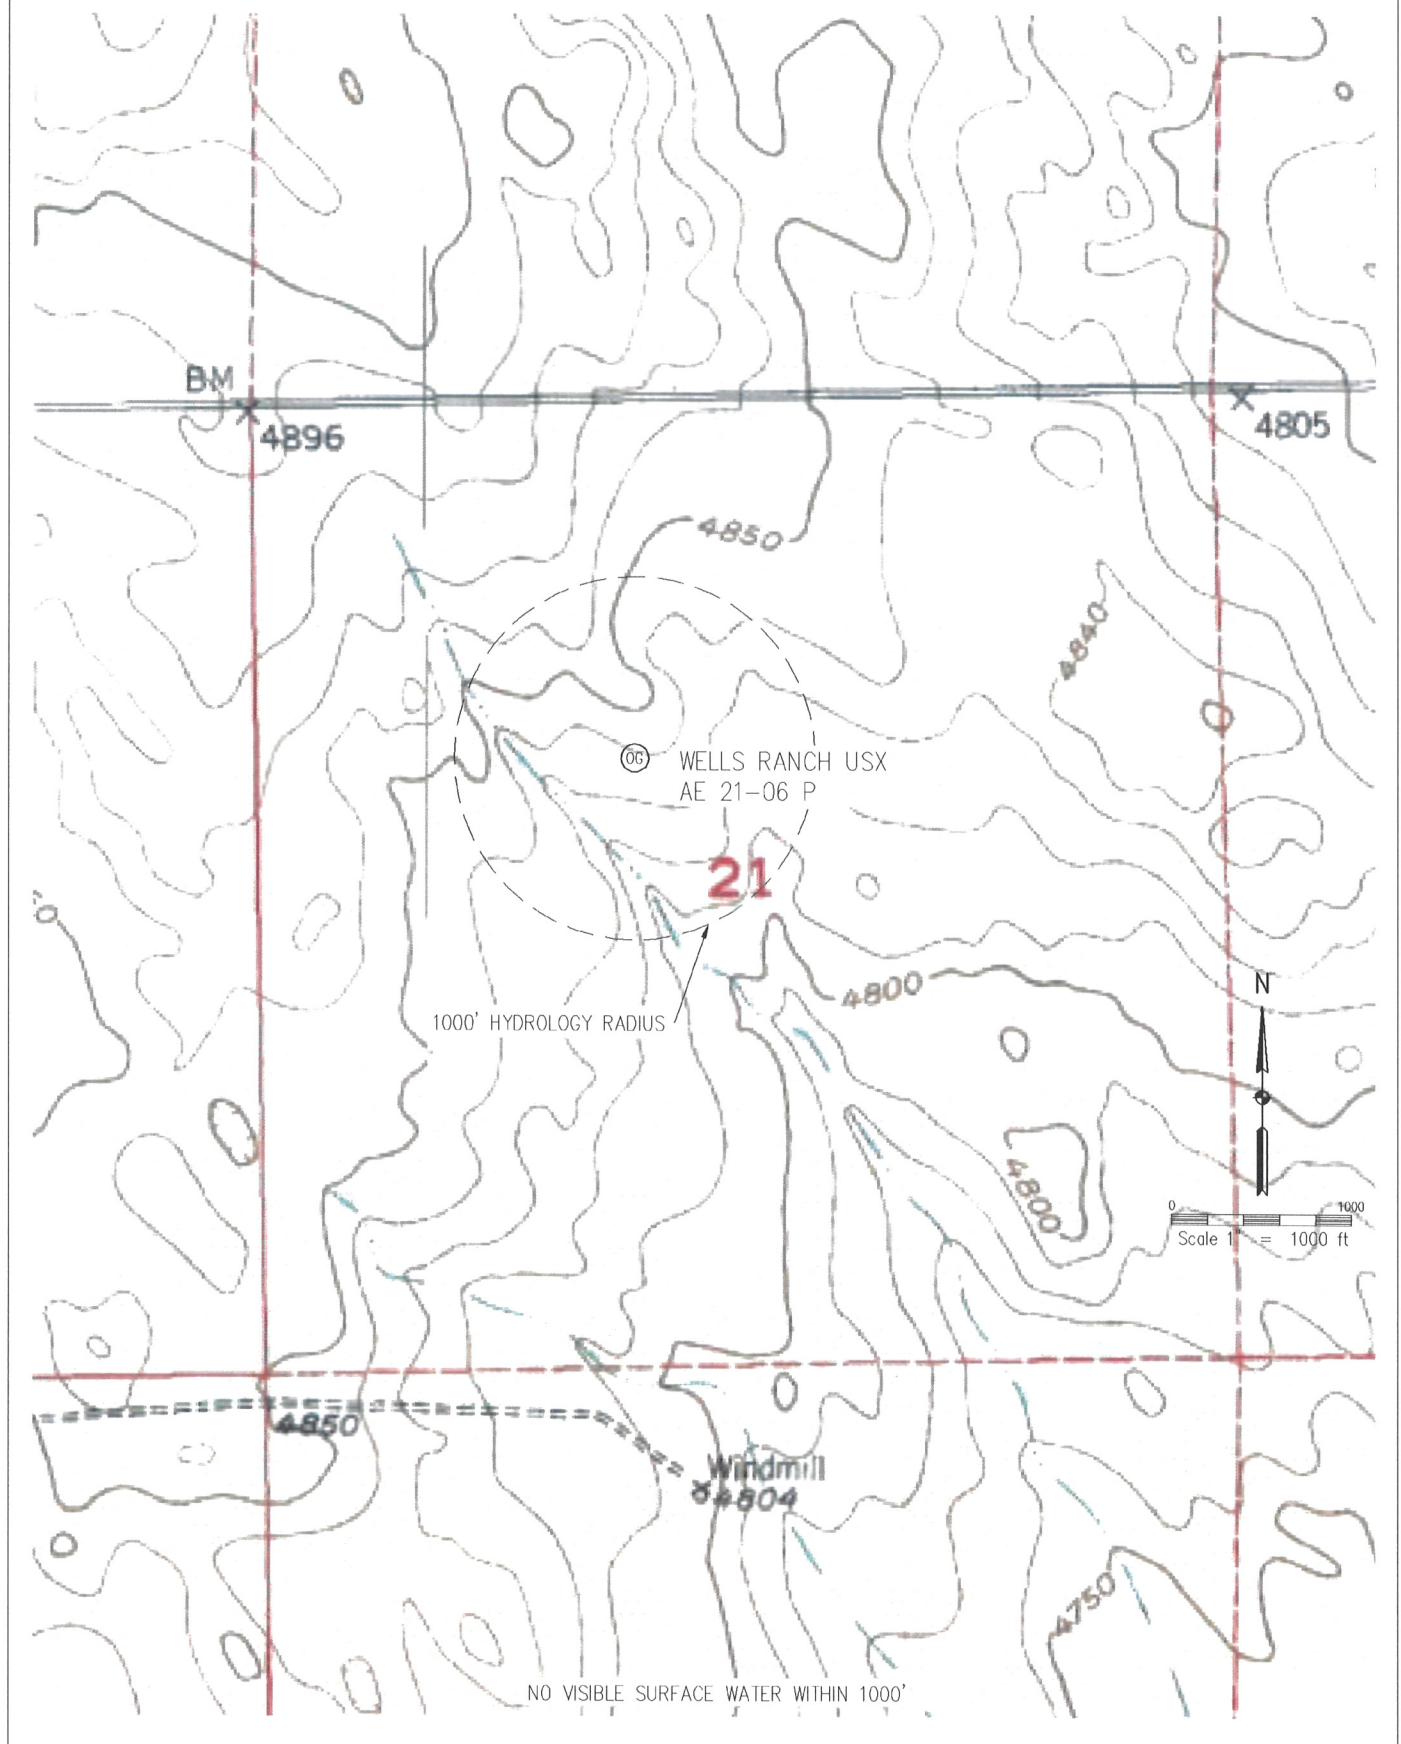 BM
4896
4805
4850
4840
OG
WELLS RANCH USX
AE 21-06 P
21
4800
N
1000' HYDROLOGY RADIUS
4800
0 1000
Scale 1" = 1000 ft
4850
Windmill
4804
4750
NO VISIBLE SURFACE WATER WITHIN 1000'